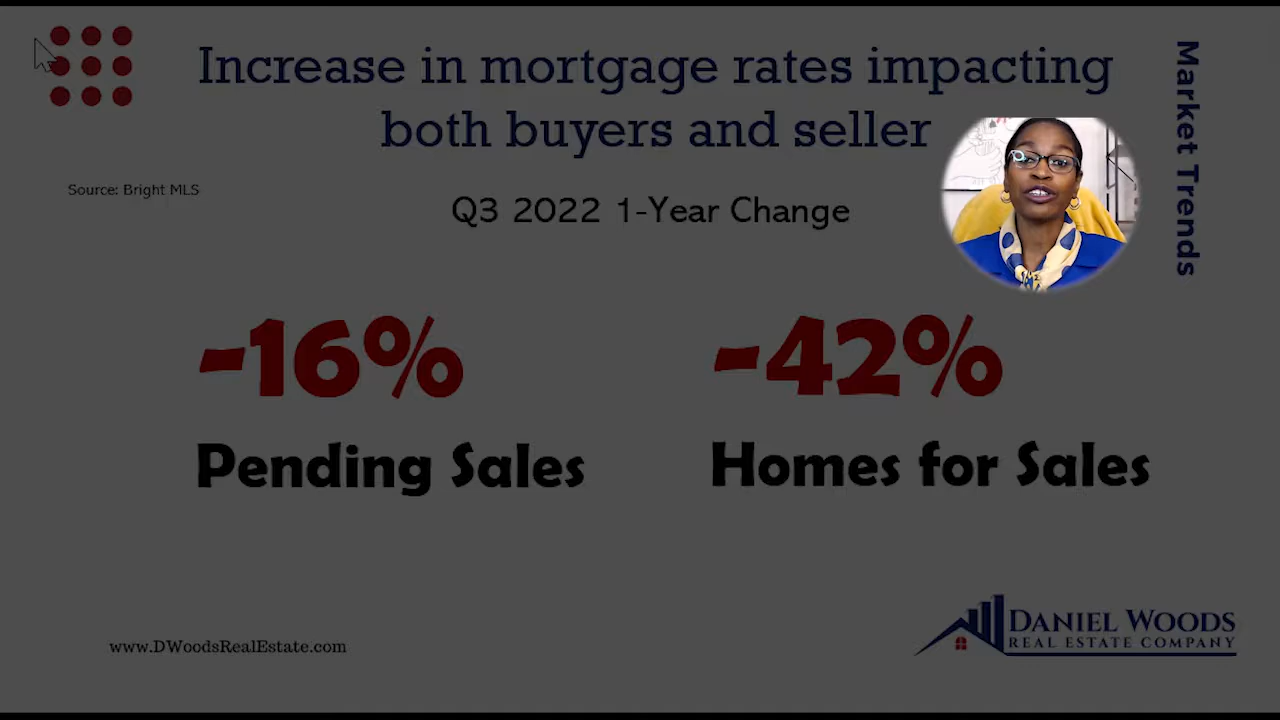 Increase in mortgage rates impacting
both buyers and seller
Market Trends
Source: Bright MLS
Q3 2022 1-Year Change
-16%
Pending Sales
-42%
Homes for Sales
www.DWoodsRealEstate.com
DANIEL WOODS
REAL ESTATE COMPANY